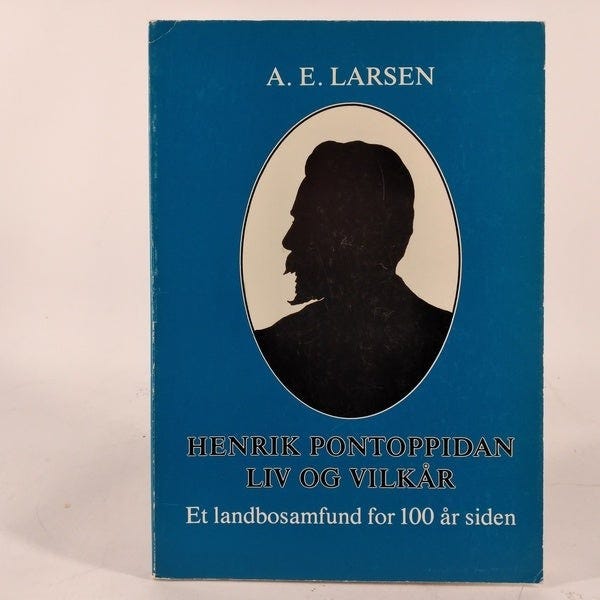 A. E. LARSEN
HENRIK PONTOPPIDAN
LIV OG VILKÅR
Et landbosamfund for 100 år siden